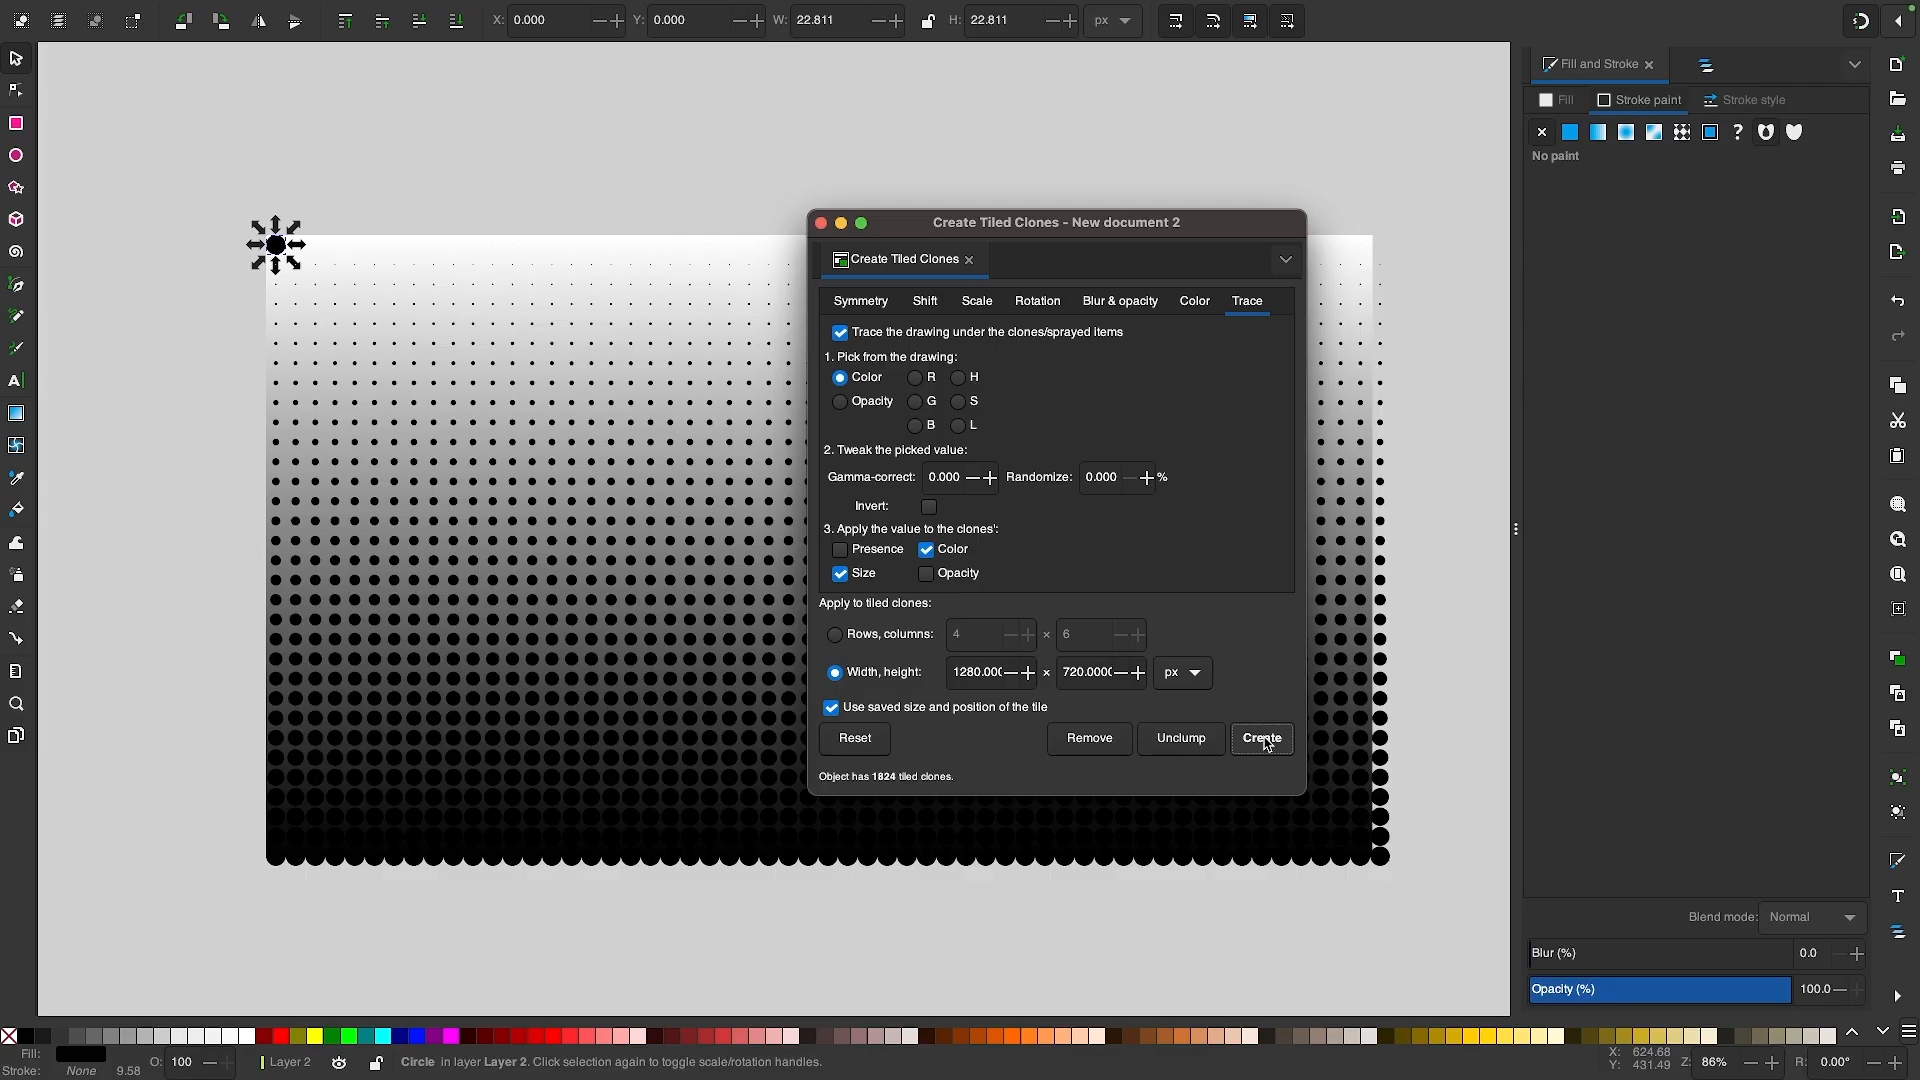 X: 0.000 Y: 0.000 W: 22.811 H: 22.811 px
Fill and Stroke
Fill Stroke paint Stroke style
No paint
Create Tiled Clones - New document 2
Create Tiled Clones
Symmetry Shift Scale Rotation Blur & opacity Color Trace
Trace the drawing under the clones/sprayed items
1. Pick from the drawing:
Color R H
Opacity G S
B L
2. Tweak the picked value:
Gamma-correct: 0.000 Randomize: 0.000 %
Invert:
3. Apply the value to the clones':
Presence Color
Size Opacity
Apply to tiled clones:
Rows, columns: 4 × 6
Width, height: 1280.000 × 720.0000 px
Use saved size and position of the tile
Reset Remove Unclump Create
Object has 1824 tiled clones.
Blend mode: Normal
Blur (%) 0.0
Opacity (%) 100.0
Fill:
Stroke: None 9.58 O: 100 Layer 2 Circle in layer Layer 2. Click selection again to toggle scale/rotation handles. X: 624.68 Z: 86% R: 0.00°
Y: 431.49